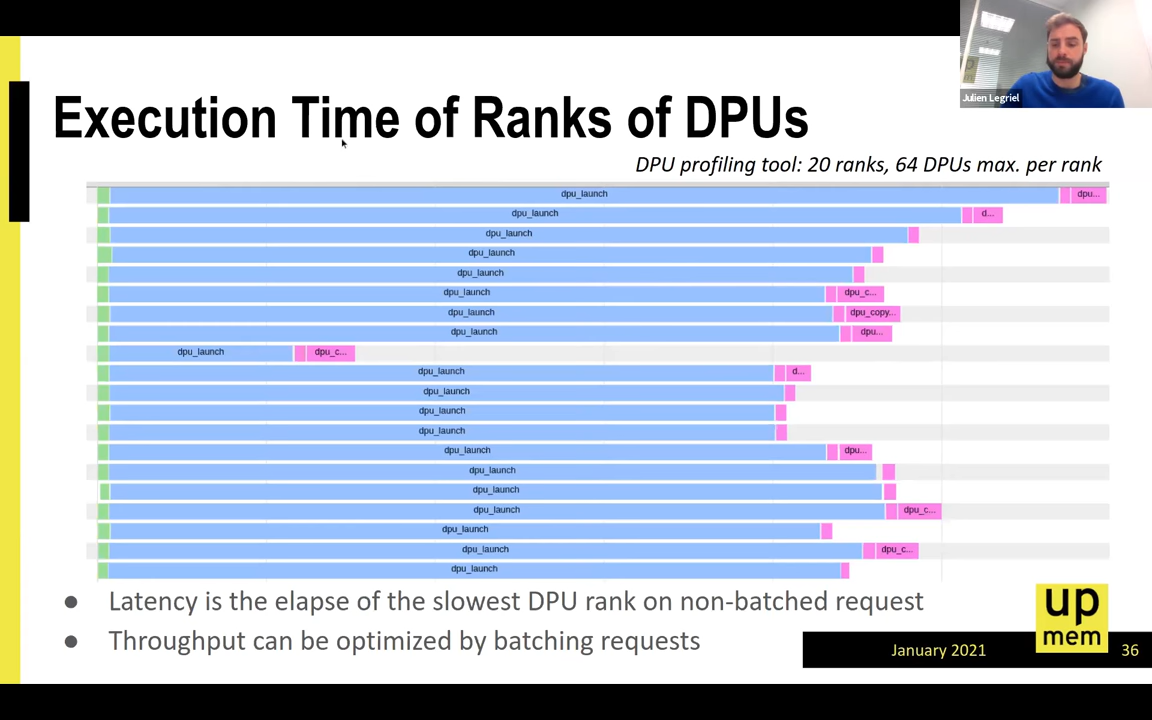 Julien Legriel
Execution Time of Ranks of DPUs
DPU profiling tool: 20 ranks, 64 DPUs max. per rank
dpu_launch dpu...
dpu_launch d...
dpu_launch
dpu_launch
dpu_launch
dpu_launch dpu_c...
dpu_launch dpu_copy...
dpu_launch dpu...
dpu_launch dpu_c...
dpu_launch d...
dpu_launch
dpu_launch
dpu_launch
dpu_launch dpu...
dpu_launch
dpu_launch
dpu_launch dpu_c...
dpu_launch
dpu_launch dpu_c...
dpu_launch
● Latency is the elapse of the slowest DPU rank on non-batched request
● Throughput can be optimized by batching requests
up
mem
January 2021 36